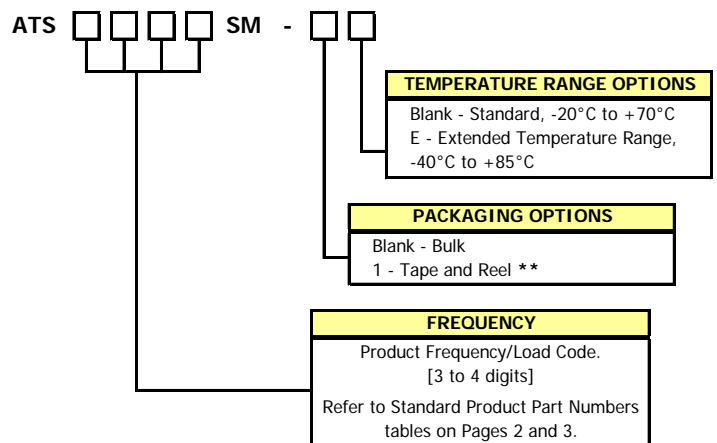 ATS SM -
TEMPERATURE RANGE OPTIONS
Blank - Standard, -20°C to +70°C
E - Extended Temperature Range,
-40°C to +85°C
PACKAGING OPTIONS
Blank - Bulk
1 - Tape and Reel **
FREQUENCY
Product Frequency/Load Code.
[3 to 4 digits]
Refer to Standard Product Part Numbers
tables on Pages 2 and 3.